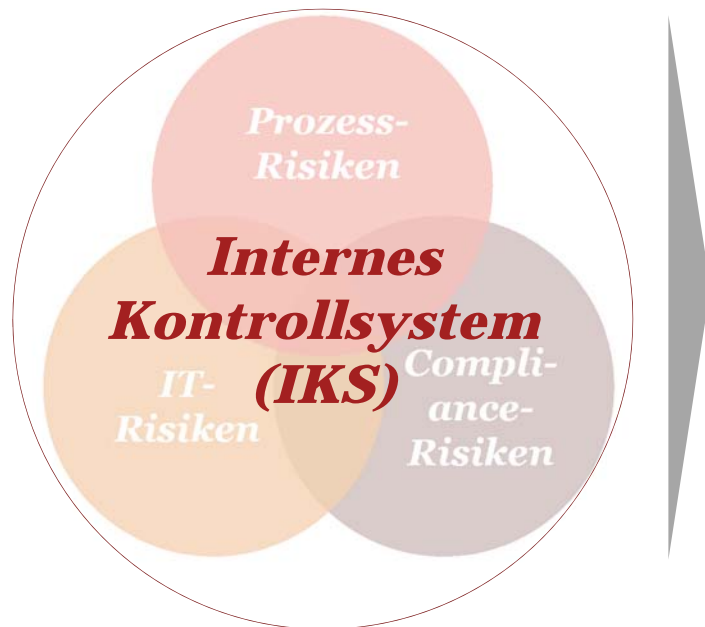 Prozess-
Risiken
Internes
Kontrollsystem
(IKS)
IT-
Risiken
Compli-
ance-
Risiken